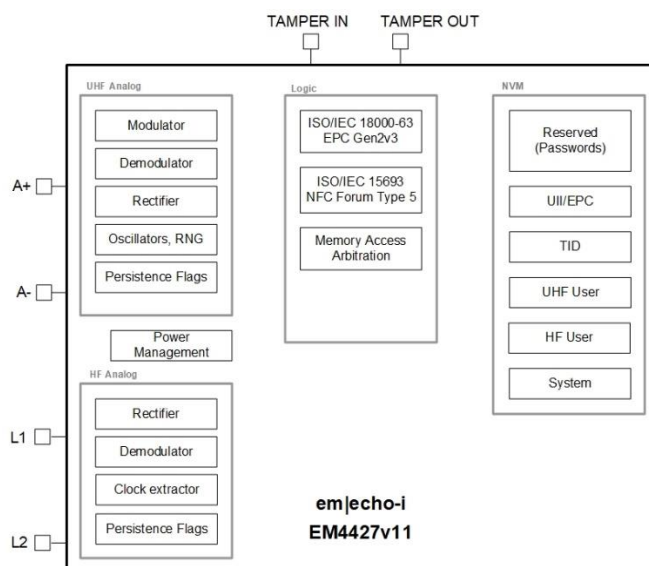 TAMPER IN
TAMPER OUT
UHF Analog
Modulator
Demodulator
Rectifier
Oscillators, RNG
Persistence Flags
A+
A-
Power
Management
HF Analog
Rectifier
Demodulator
Clock extractor
Persistence Flags
L1
L2
Logic
ISO/IEC 18000-63
EPC Gen2v3
ISO/IEC 15693
NFC Forum Type 5
Memory Access
Arbitration
NVM
Reserved
(Passwords)
UII/EPC
TID
UHF User
HF User
System
em|echo-i
EM4427v11